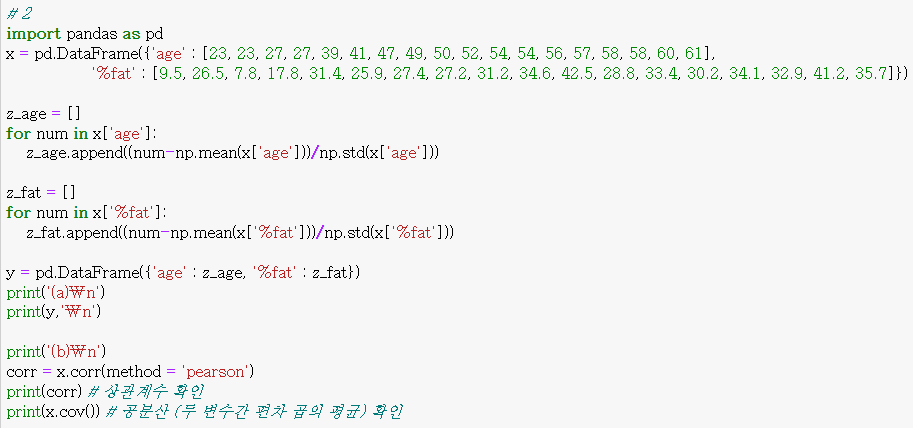 # 2
import pandas as pd
x = pd.DataFrame({'age' : [23, 23, 27, 27, 39, 41, 47, 49, 50, 52, 54, 54, 56, 57, 58, 58, 60, 61],
'%fat' : [9.5, 26.5, 7.8, 17.8, 31.4, 25.9, 27.4, 27.2, 31.2, 34.6, 42.5, 28.8, 33.4, 30.2, 34.1, 32.9, 41.2, 35.7]})
z_age = []
for num in x['age']:
z_age.append((num-np.mean(x['age']))/np.std(x['age']))
z_fat = []
for num in x['%fat']:
z_fat.append((num-np.mean(x['%fat']))/np.std(x['%fat']))
y = pd.DataFrame({'age' : z_age, '%fat' : z_fat})
print('(a)₩n')
print(y,'₩n')
print('(b)₩n')
corr = x.corr(method = 'pearson')
print(corr) # 상관계수 확인
print(x.cov()) # 공분산 (두 변수간 편차 곱의 평균) 확인